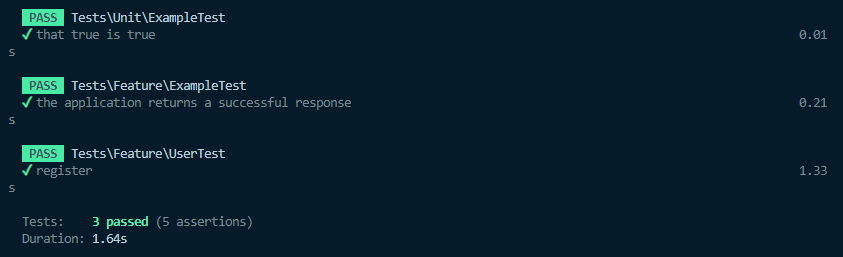 PASS Tests\Unit\ExampleTest
✓ that true is true 0.01
s
PASS Tests\Feature\ExampleTest
✓ the application returns a successful response 0.21
s
PASS Tests\Feature\UserTest
✓ register 1.33
s
Tests: 3 passed (5 assertions)
Duration: 1.64s